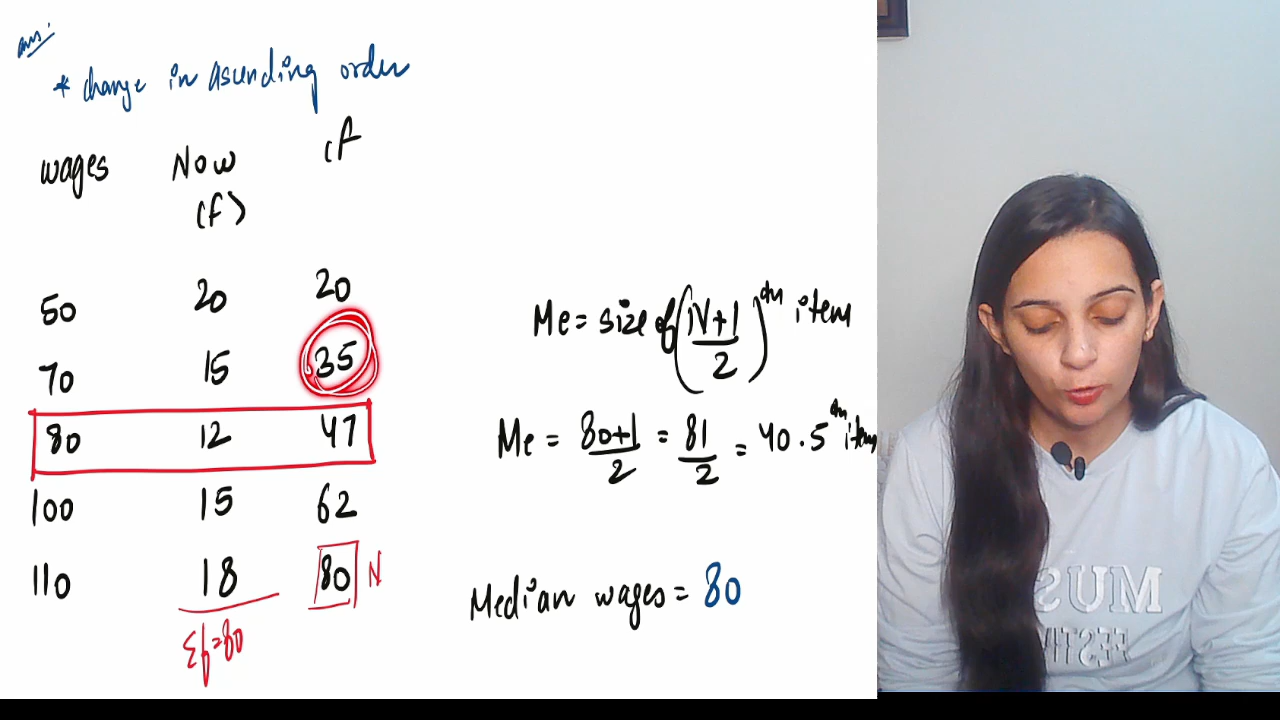 ans:
* change in ascending order
wages Now cf
(f)
50 20 20
70 15 35
80 12 47
100 15 62
110 18 80 N
Σf=80
Me = size of (N+1/2)th item
Me = 80+1/2 = 81/2 = 40.5th item
Median wages = 80
MUS
FESTIV